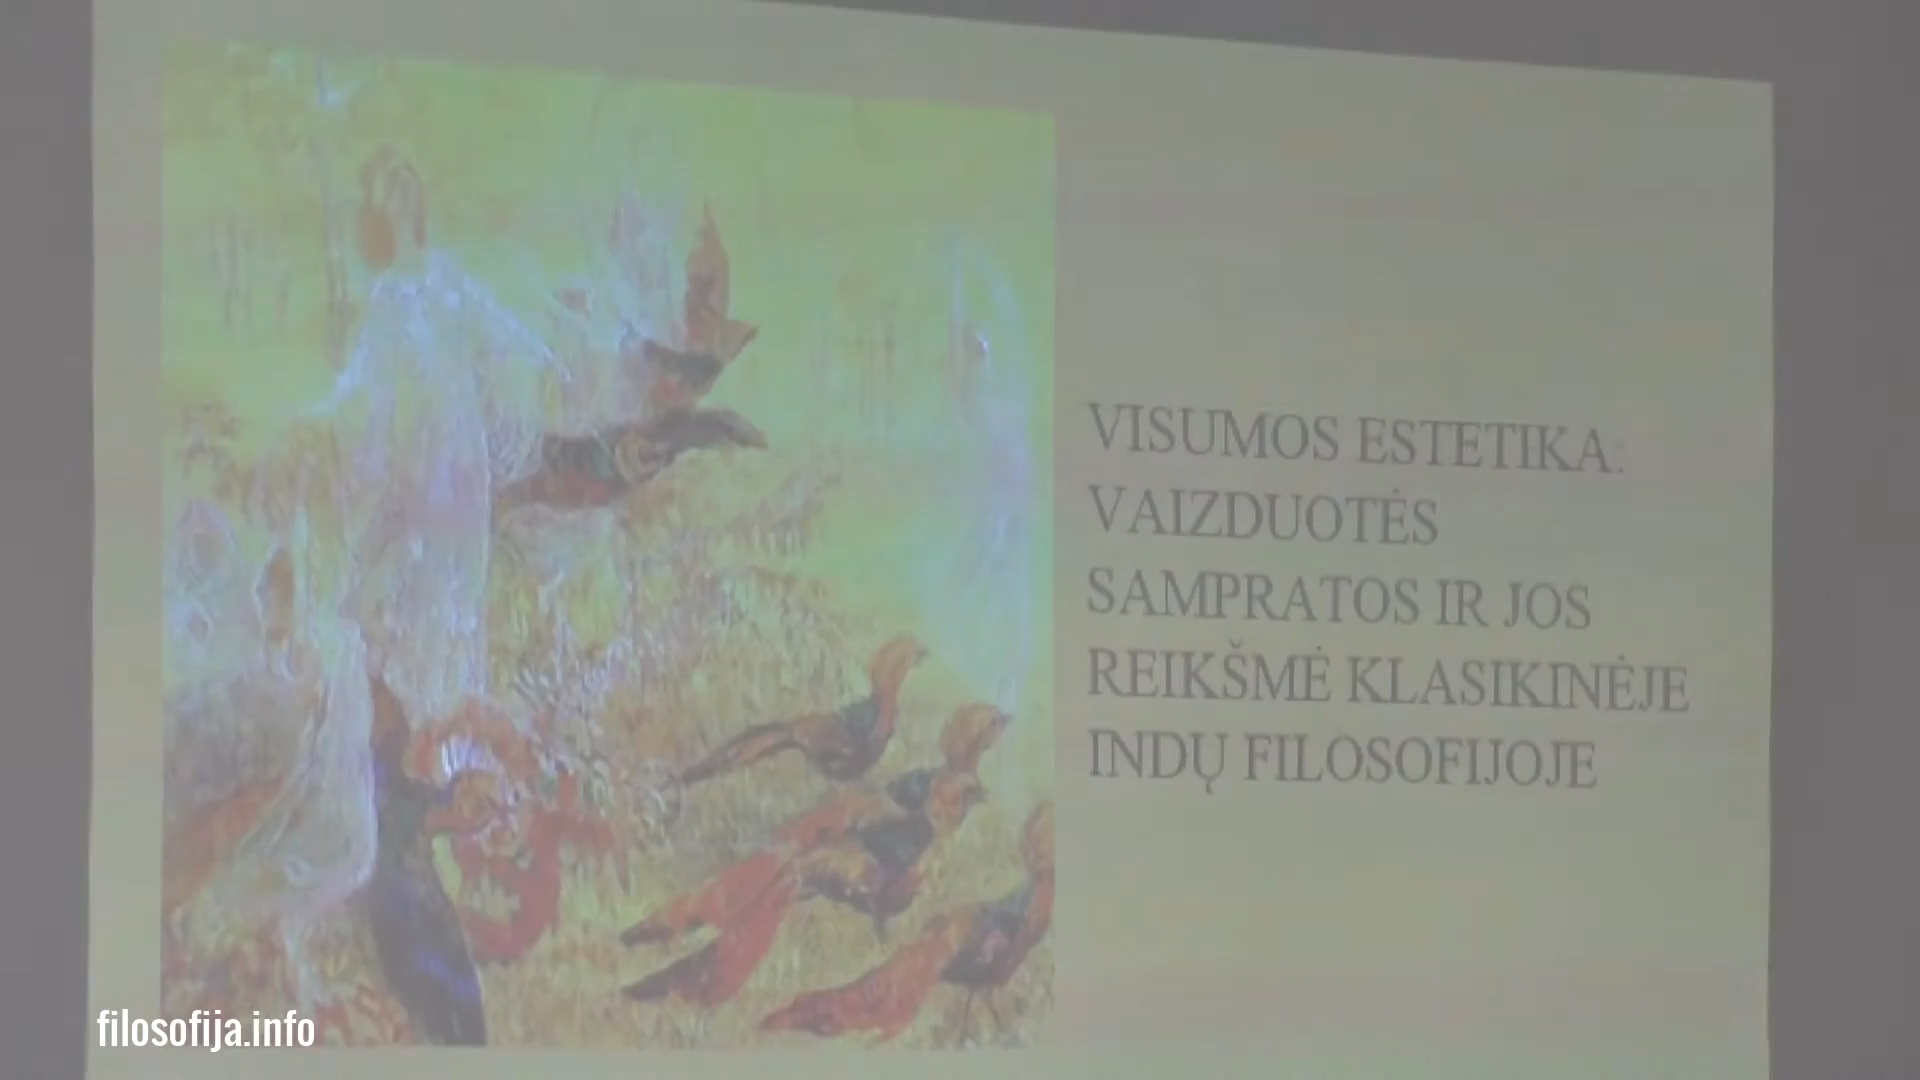 VISUMOS ESTETIKA:
VAIZDUOTĖS
SAMPRATOS IR JOS
REIKŠMĖ KLASIKINĖJE
INDŲ FILOSOFIJOJE
filosofija.info